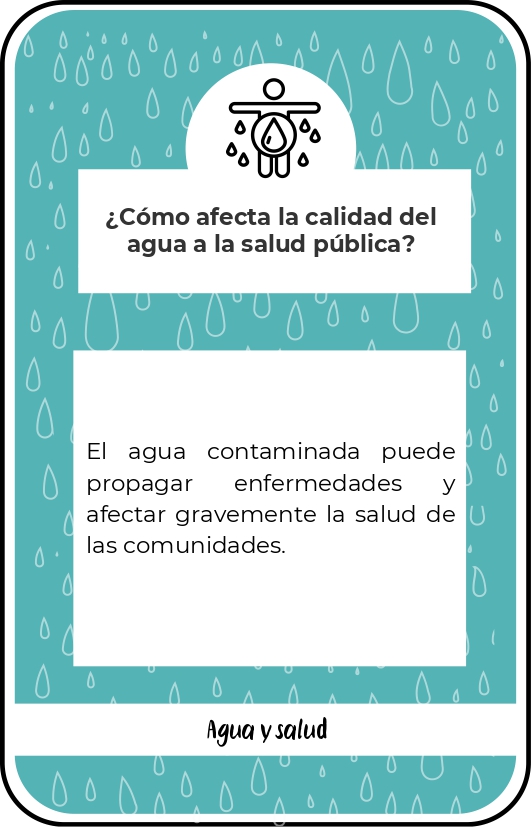 ¿Cómo afecta la calidad del
agua a la salud pública?
El agua contaminada puede
propagar enfermedades y
afectar gravemente la salud de
las comunidades.
Agua y salud